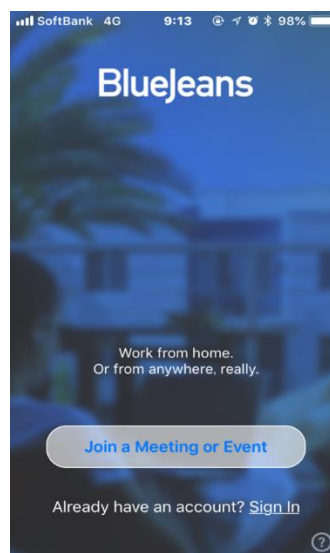 SoftBank 4G 9:13 98%
BlueJeans
Work from home.
Or from anywhere, really.
Join a Meeting or Event
Already have an account? Sign In
?